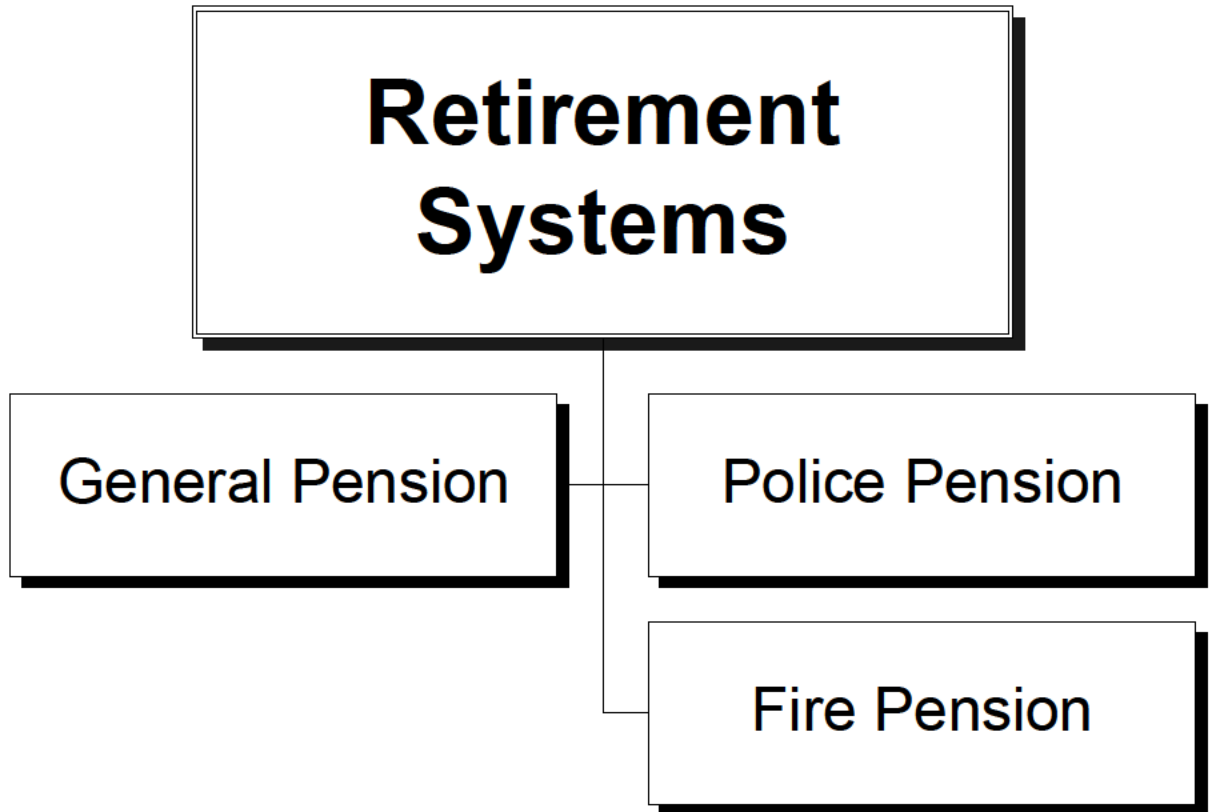 Retirement
Systems
General Pension
Police Pension
Fire Pension